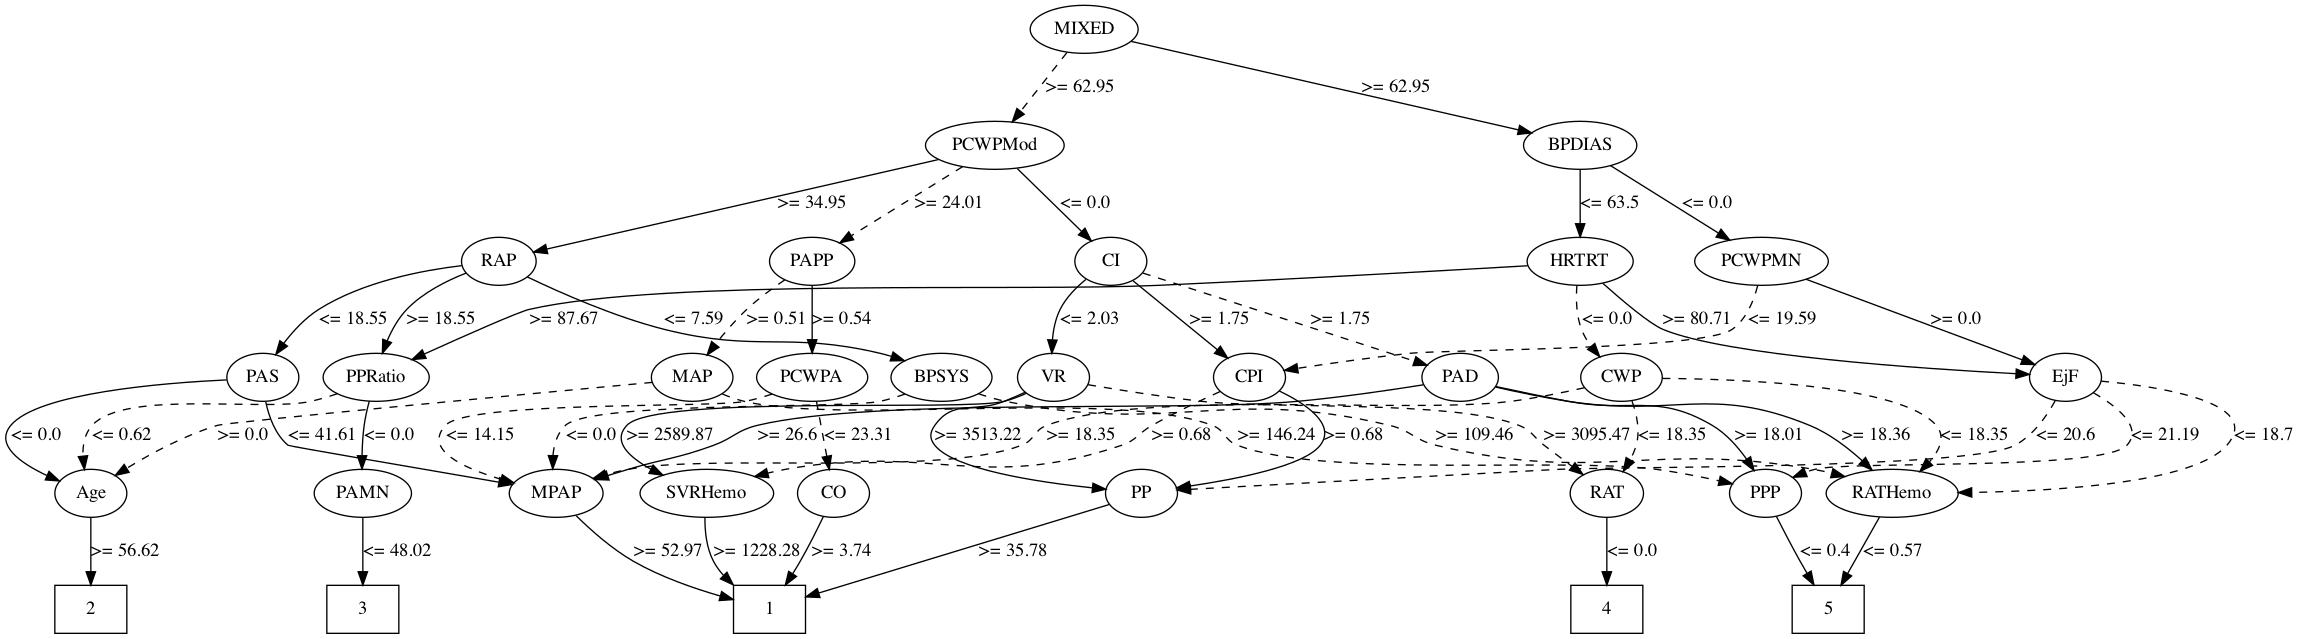 MIXED
>= 62.95
>= 62.95
PCWPMod
BPDIAS
>= 34.95
>= 24.01
<= 0.0
<= 63.5
<= 0.0
RAP
PAPP
CI
HRTRT
PCWPMN
<= 18.55
>= 18.55
>= 87.67
<= 7.59
>= 0.51
>= 0.54
<= 2.03
>= 1.75
>= 1.75
<= 0.0
>= 80.71
<= 19.59
>= 0.0
PAS
PPRatio
MAP
PCWPA
BPSYS
VR
CPI
PAD
CWP
EjF
<= 0.0
<= 0.62
>= 0.0
<= 41.61
<= 0.0
<= 14.15
<= 0.0
>= 2589.87
>= 26.6
<= 23.31
>= 3513.22
>= 18.35
>= 0.68
>= 146.24
>= 0.68
>= 109.46
>= 3095.47
<= 18.35
>= 18.01
>= 18.36
<= 18.35
<= 20.6
<= 21.19
<= 18.7
Age
PAMN
MPAP
SVRHemo
CO
PP
RAT
PPP
RATHemo
>= 56.62
<= 48.02
>= 52.97
>= 1228.28
>= 3.74
>= 35.78
<= 0.0
<= 0.4
<= 0.57
2
3
1
4
5